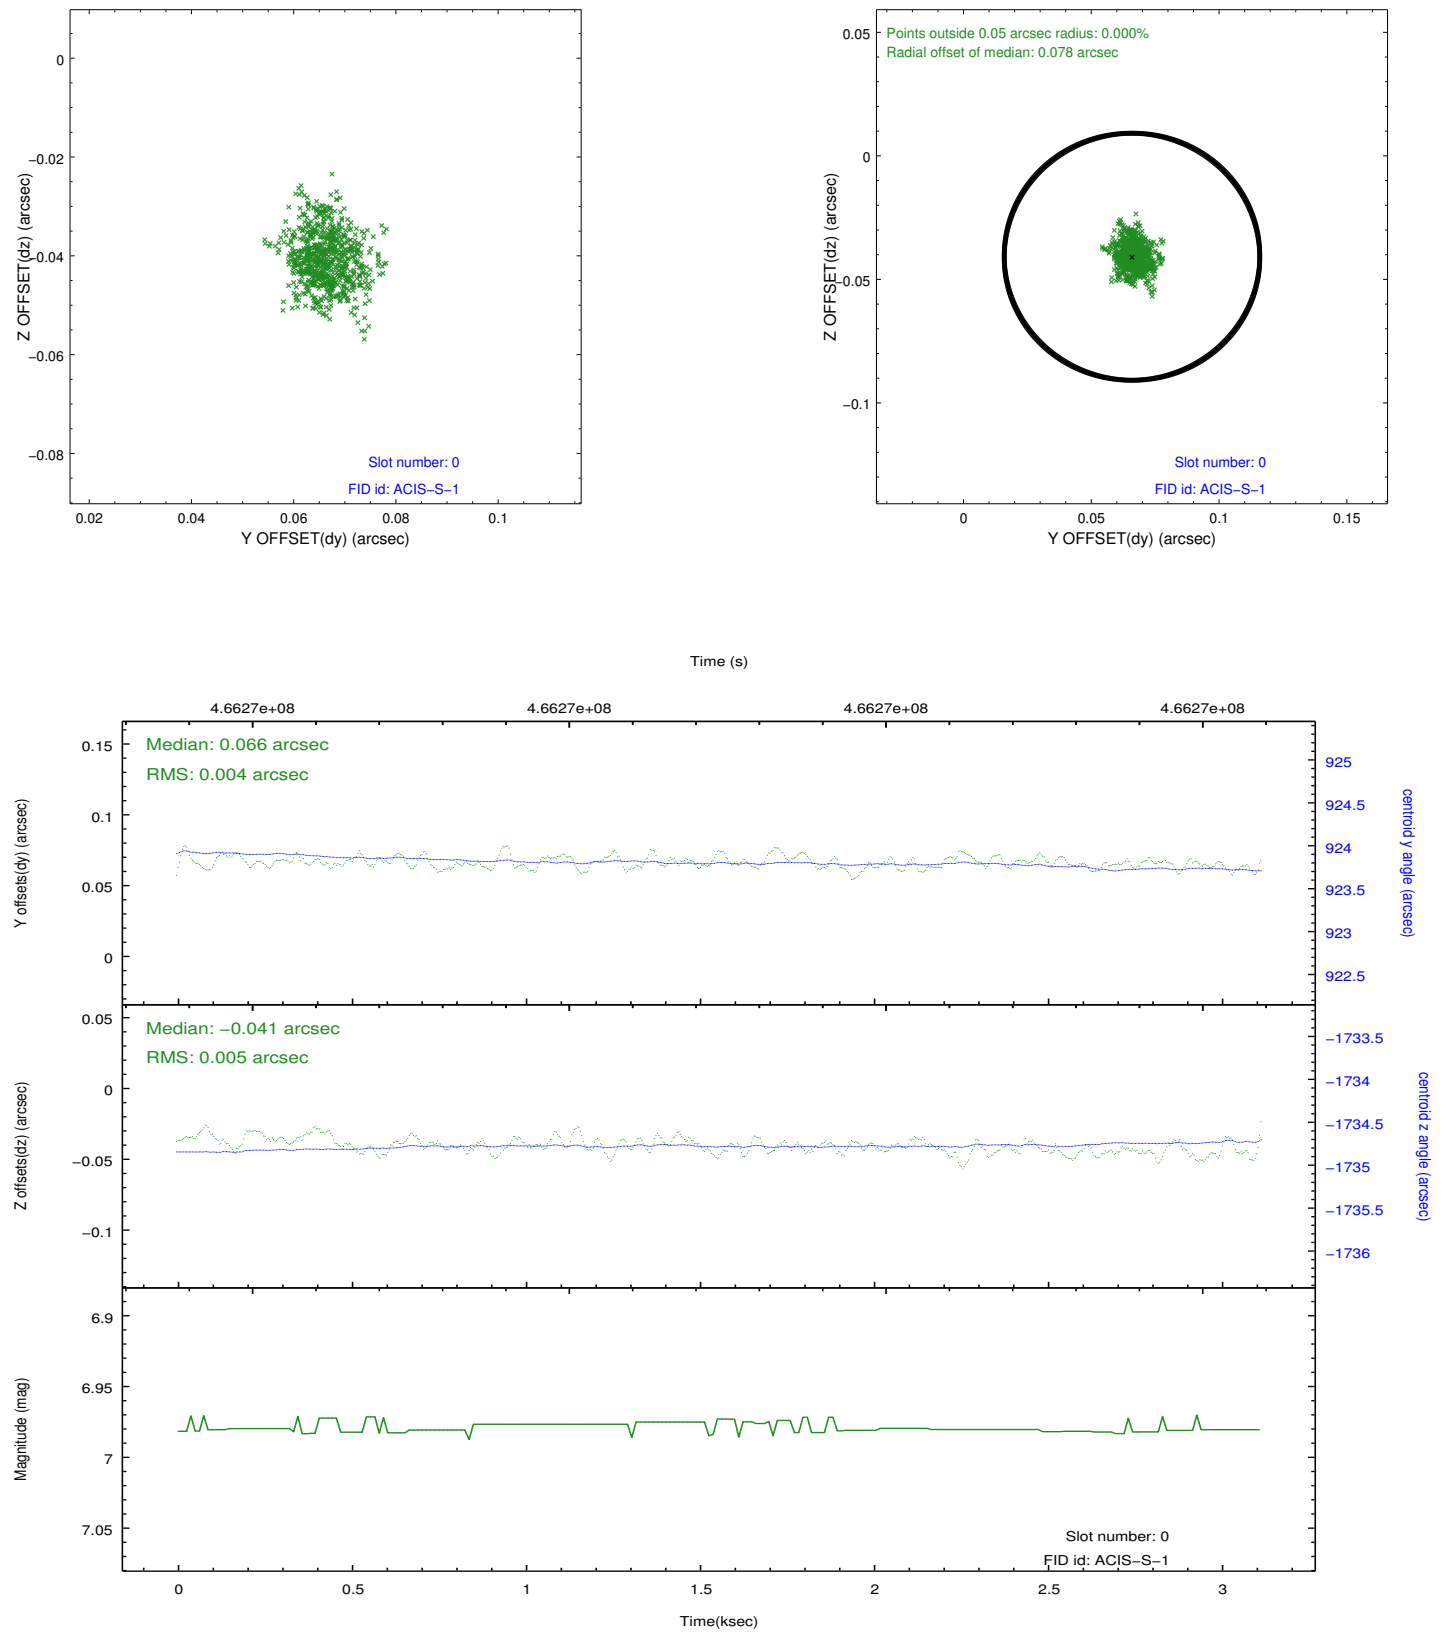 0
−0.02
−0.04
−0.06
−0.08
Z OFFSET(dz) (arcsec)
Slot number: 0
FID id: ACIS−S−1
0.02
0.04
0.06
0.08
0.1
Y OFFSET(dy) (arcsec)
Points outside 0.05 arcsec radius: 0.000%
Radial offset of median: 0.078 arcsec
0.05
0
−0.05
−0.1
Z OFFSET(dz) (arcsec)
Slot number: 0
FID id: ACIS−S−1
0
0.05
0.1
0.15
Y OFFSET(dy) (arcsec)
Time (s)
4.6627e+08
4.6627e+08
4.6627e+08
4.6627e+08
Median: 0.066 arcsec
RMS: 0.004 arcsec
0.15
0.1
0.05
0
Y offsets(dy) (arcsec)
925
924.5
924
923.5
923
922.5
centroid y angle (arcsec)
Median: −0.041 arcsec
RMS: 0.005 arcsec
0.05
0
−0.05
−0.1
Z offsets(dz) (arcsec)
−1733.5
−1734
−1734.5
−1735
−1735.5
−1736
centroid z angle (arcsec)
6.9
6.95
7
7.05
Magnitude (mag)
Slot number: 0
FID id: ACIS−S−1
0
0.5
1
1.5
2
2.5
3
Time(ksec)